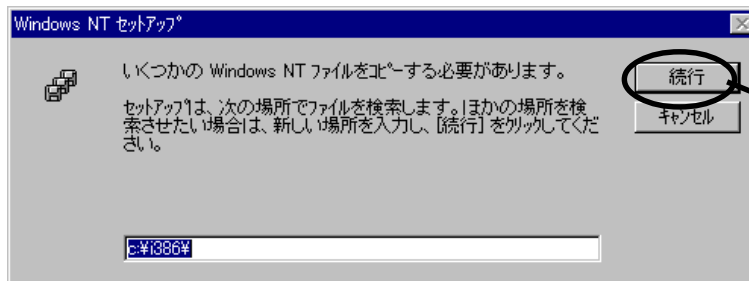 Windows NT ｾｯﾄｱｯﾌﾟ
いくつかの Windows NT ﾌｧｲﾙをｺﾋﾟｰする必要があります。
ｾｯﾄｱｯﾌﾟは、次の場所でﾌｧｲﾙを検索します。ほかの場所を検
索させたい場合は、新しい場所を入力し、[続行] をｸﾘｯｸしてくだ
さい。
続行
ｷｬﾝｾﾙ
c:¥i386¥